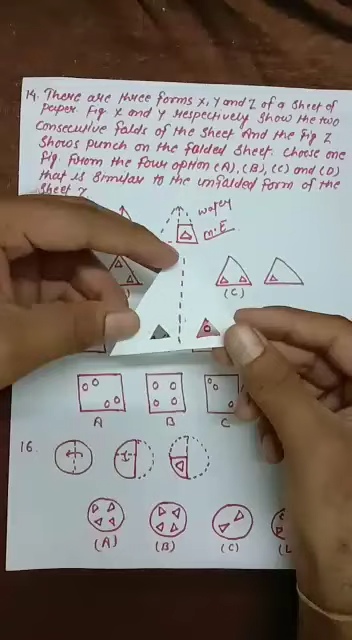 14. There are three forms X, Y and Z of a sheet of
paper. Fig. X and Y respectively show the two
consecutive folds of the sheet and the fig Z
shows punch on the folded sheet. Choose one
fig. from the four option (A), (B), (C) and (D)
that is similar to the unfolded form of the
sheet Z
M.E
(C)
A B C
16.
(A) (B) (C)